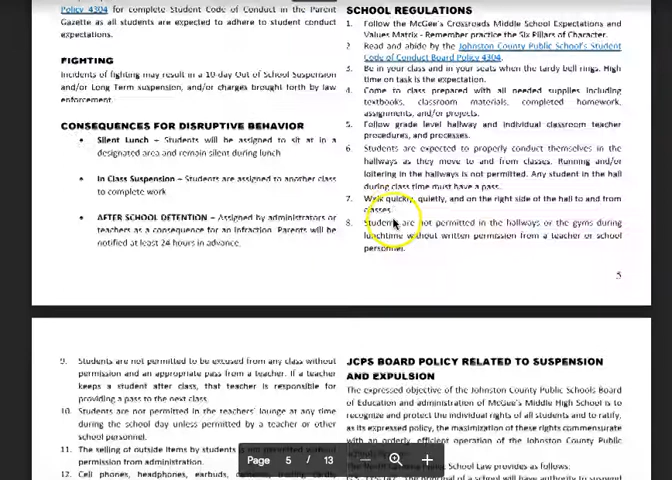 Policy 4304 for complete Student Code of Conduct in the Parent
Gazette as all students are expected to adhere to student conduct
expectations.
FIGHTING
Incidents of fighting may result in a 10-day Out of School Suspension
and/or Long Term suspension, and/or charges brought forth by law
enforcement.
CONSEQUENCES FOR DISRUPTIVE BEHAVIOR
• Silent Lunch – Students will be assigned to sit at in a
designated area and remain silent during lunch
• In Class Suspension – Students are assigned to another class
to complete work
• AFTER SCHOOL DETENTION – Assigned by administrators or
teachers as a consequence for an infraction. Parents will be
notified at least 24 hours in advance.
SCHOOL REGULATIONS
1. Follow the McGee's Crossroads Middle School Expectations and
Values Matrix - Remember practice the Six Pillars of Character.
2. Read and abide by the Johnston County Public School's Student
Code of Conduct Board Policy 4304.
3. Be in your class and in your seats when the tardy bell rings. High
time on task is the expectation.
4. Come to class prepared with all needed supplies including
textbooks, classroom materials, completed homework,
assignments, and/or projects.
5. Follow grade level hallway and individual classroom teacher
procedures, and processes.
6. Students are expected to properly conduct themselves in the
hallways as they move to and from classes. Running and/or
loitering in the hallways is not permitted. Any student in the hall
during class time must have a pass.
7. Walk quickly, quietly, and on the right side of the hall to and from
classes.
8. Students are not permitted in the hallways or the gyms during
lunchtime without written permission from a teacher or school
personnel.
5
9. Students are not permitted to be excused from any class without
permission and an appropriate pass from a teacher. If a teacher
keeps a student after class, that teacher is responsible for
providing a pass to the next class.
10. Students are not permitted in the teachers' lounge at any time
during the school day unless permitted by a teacher or other
school personnel.
11. The selling of outside items by students is not permitted without
permission from administration.
12. Cell phones, headphones, earbuds,
JCPS BOARD POLICY RELATED TO SUSPENSION
AND EXPULSION
The expressed objective of the Johnston County Public Schools Board
of Education and administration of McGee's Middle High School is to
recognize and protect the individual rights of all students and to ratify,
as its expressed policy, the maximization of these rights commensurate
with an orderly, efficient operation of the Johnston County Public
School Law provides as follows:
Page 5 / 13